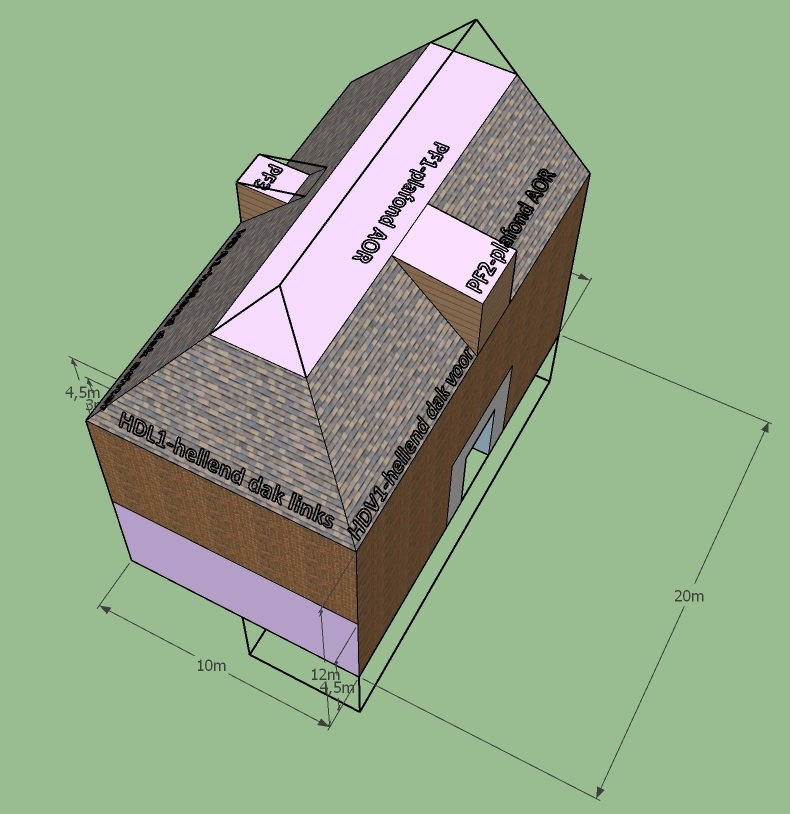 PF3
PF1-plafond AOR
PF2-plafond AOR
4,5m
HDL1-hellend dak links
HDV1-hellend dak voor
20m
10m
12m
4,5m